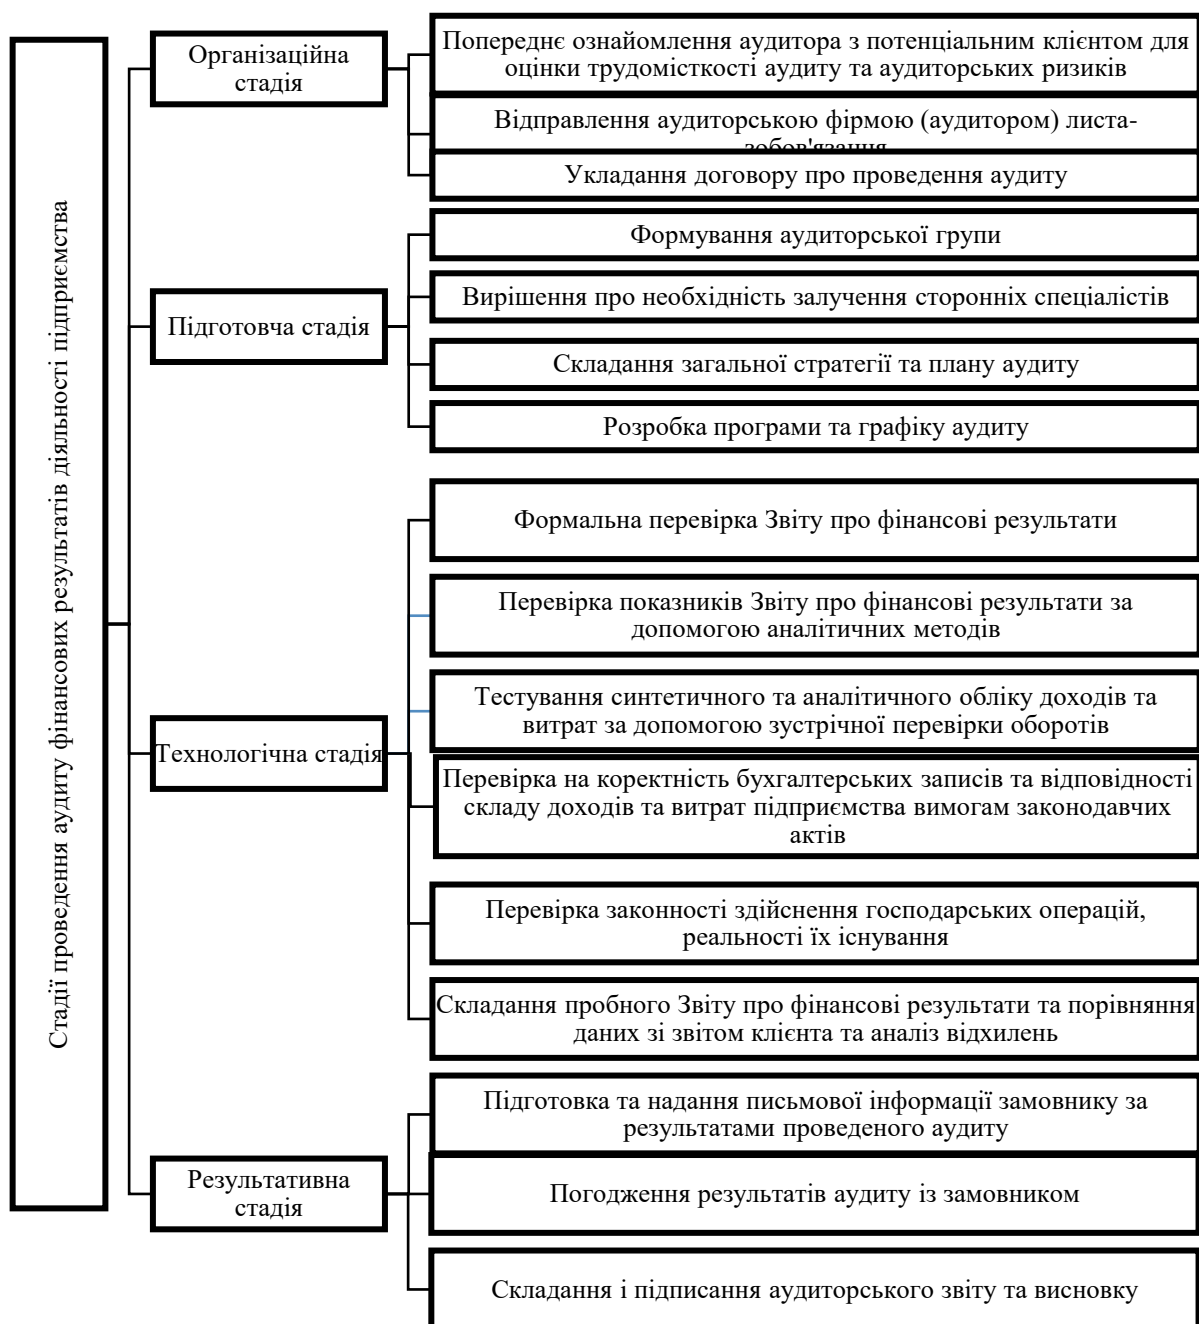 Стадії проведення аудиту фінансових результатів діяльності підприємства
Організаційна
стадія
Попереднє ознайомлення аудитора з потенціальним клієнтом для
оцінки трудомісткості аудиту та аудиторських ризиків
Відправлення аудиторською фірмою (аудитором) листа-
зобов'язання
Укладання договору про проведення аудиту
Підготовча стадія
Формування аудиторської групи
Вирішення про необхідність залучення сторонніх спеціалістів
Складання загальної стратегії та плану аудиту
Розробка програми та графіку аудиту
Технологічна стадія
Формальна перевірка Звіту про фінансові результати
Перевірка показників Звіту про фінансові результати за
допомогою аналітичних методів
Тестування синтетичного та аналітичного обліку доходів та
витрат за допомогою зустрічної перевірки оборотів
Перевірка на коректність бухгалтерських записів та відповідності
складу доходів та витрат підприємства вимогам законодавчих
актів
Перевірка законності здійснення господарських операцій,
реальності їх існування
Складання пробного Звіту про фінансові результати та порівняння
даних зі звітом клієнта та аналіз відхилень
Результативна
стадія
Підготовка та надання письмової інформації замовнику за
результатами проведеного аудиту
Погодження результатів аудиту із замовником
Складання і підписання аудиторського звіту та висновку